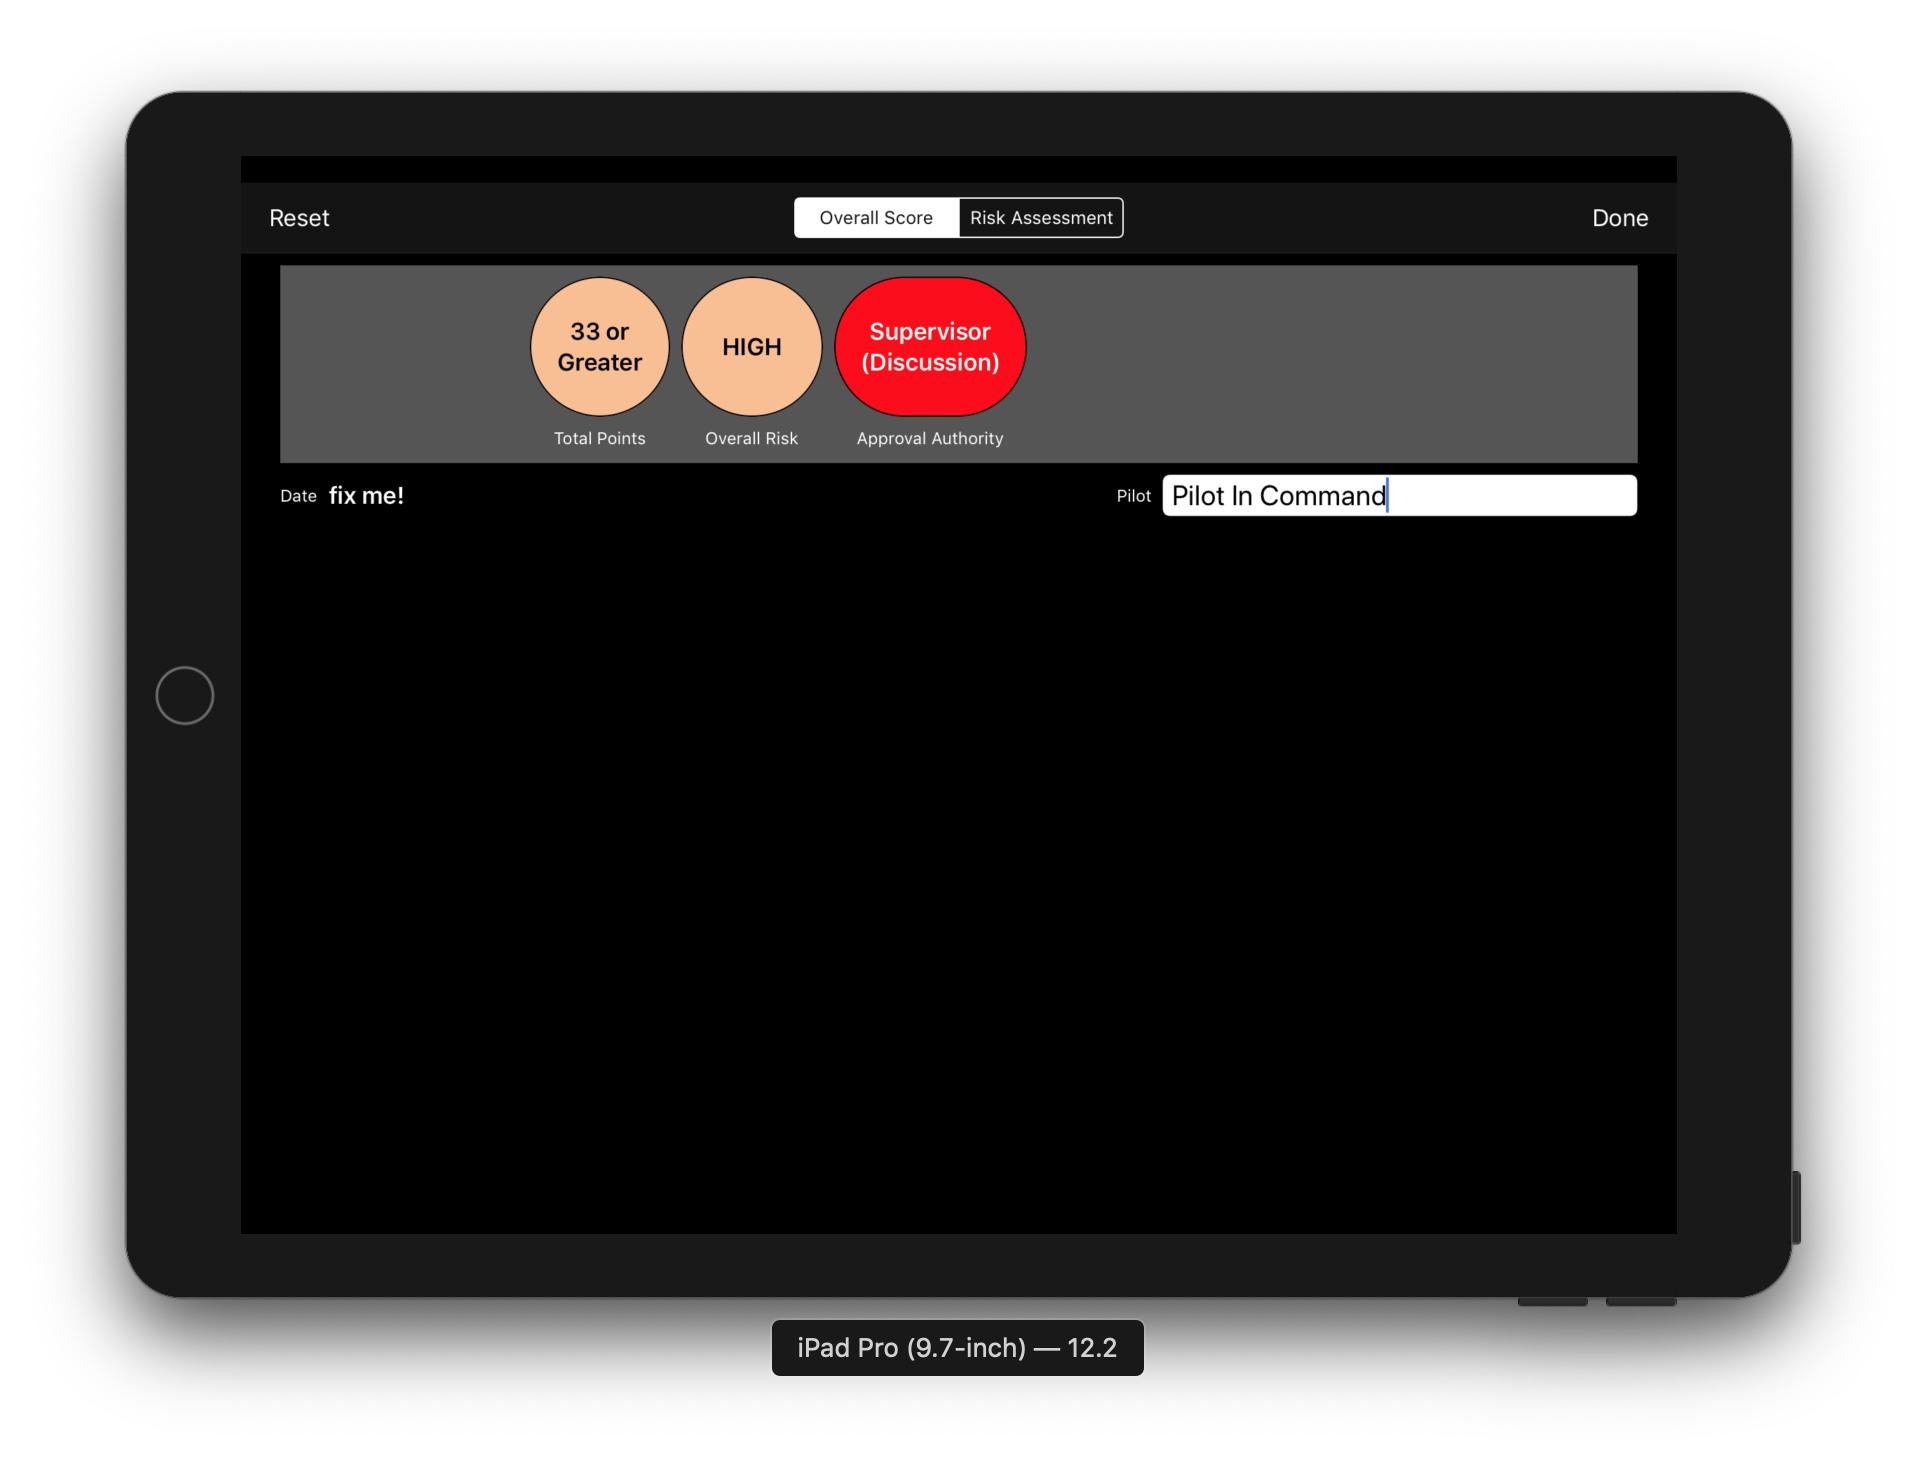 Reset
Overall Score
Risk Assessment
Done
33 or
Greater
HIGH
Supervisor
(Discussion)
Total Points
Overall Risk
Approval Authority
Date
fix me!
Pilot
Pilot In Command
iPad Pro (9.7-inch) — 12.2